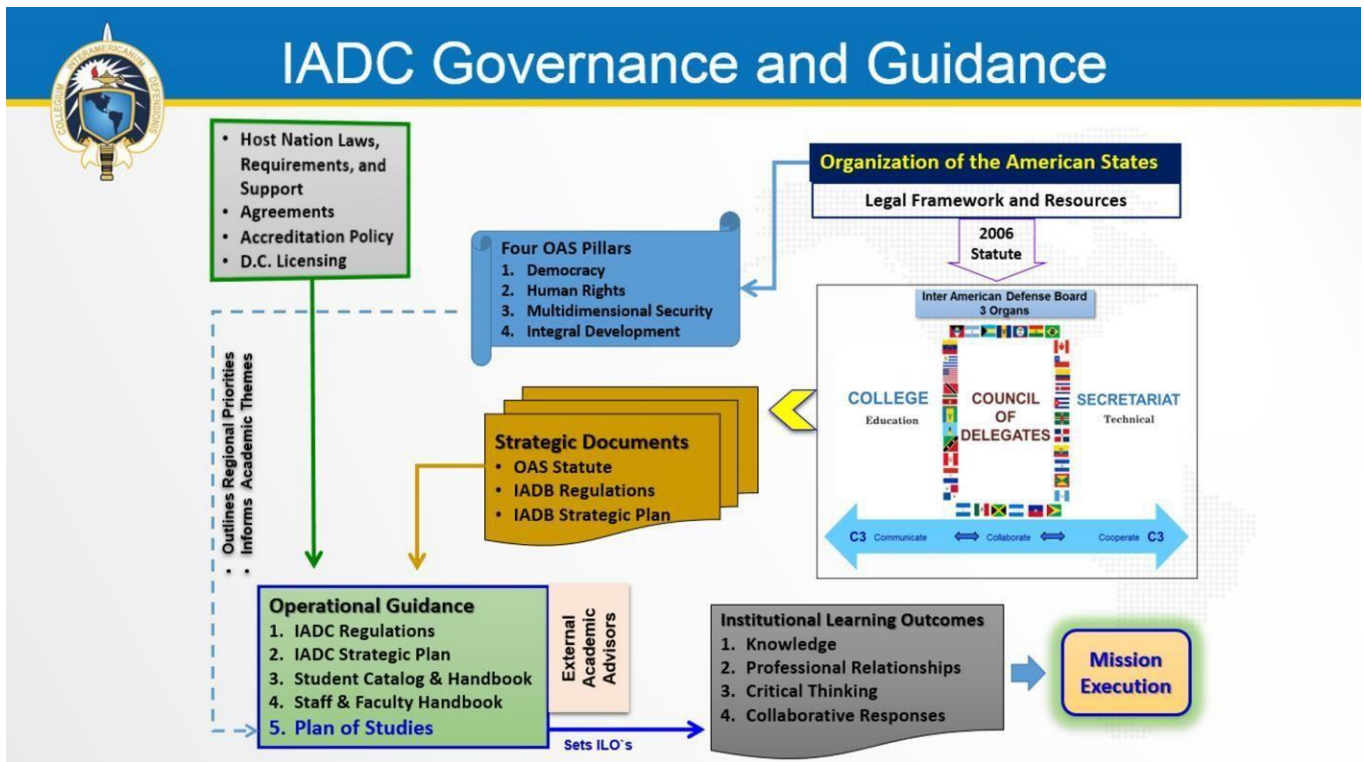 IADC Governance and Guidance
COLLEGIUM INTERAMERICANUM DEFENSIONIS
• Host Nation Laws,
Requirements, and
Support
• Agreements
• Accreditation Policy
• D.C. Licensing
Organization of the American States
Legal Framework and Resources
2006
Statute
Four OAS Pillars
1. Democracy
2. Human Rights
3. Multidimensional Security
4. Integral Development
Inter American Defense Board
3 Organs
COLLEGE
Education
COUNCIL
OF
DELEGATES
SECRETARIAT
Technical
C3 Communicate Collaborate Cooperate C3
• Outlines Regional Priorities
• Informs Academic Themes
Strategic Documents
• OAS Statute
• IADB Regulations
• IADB Strategic Plan
Operational Guidance
1. IADC Regulations
2. IADC Strategic Plan
3. Student Catalog & Handbook
4. Staff & Faculty Handbook
5. Plan of Studies
External
Academic
Advisors
Sets ILO`s
Institutional Learning Outcomes
1. Knowledge
2. Professional Relationships
3. Critical Thinking
4. Collaborative Responses
Mission
Execution